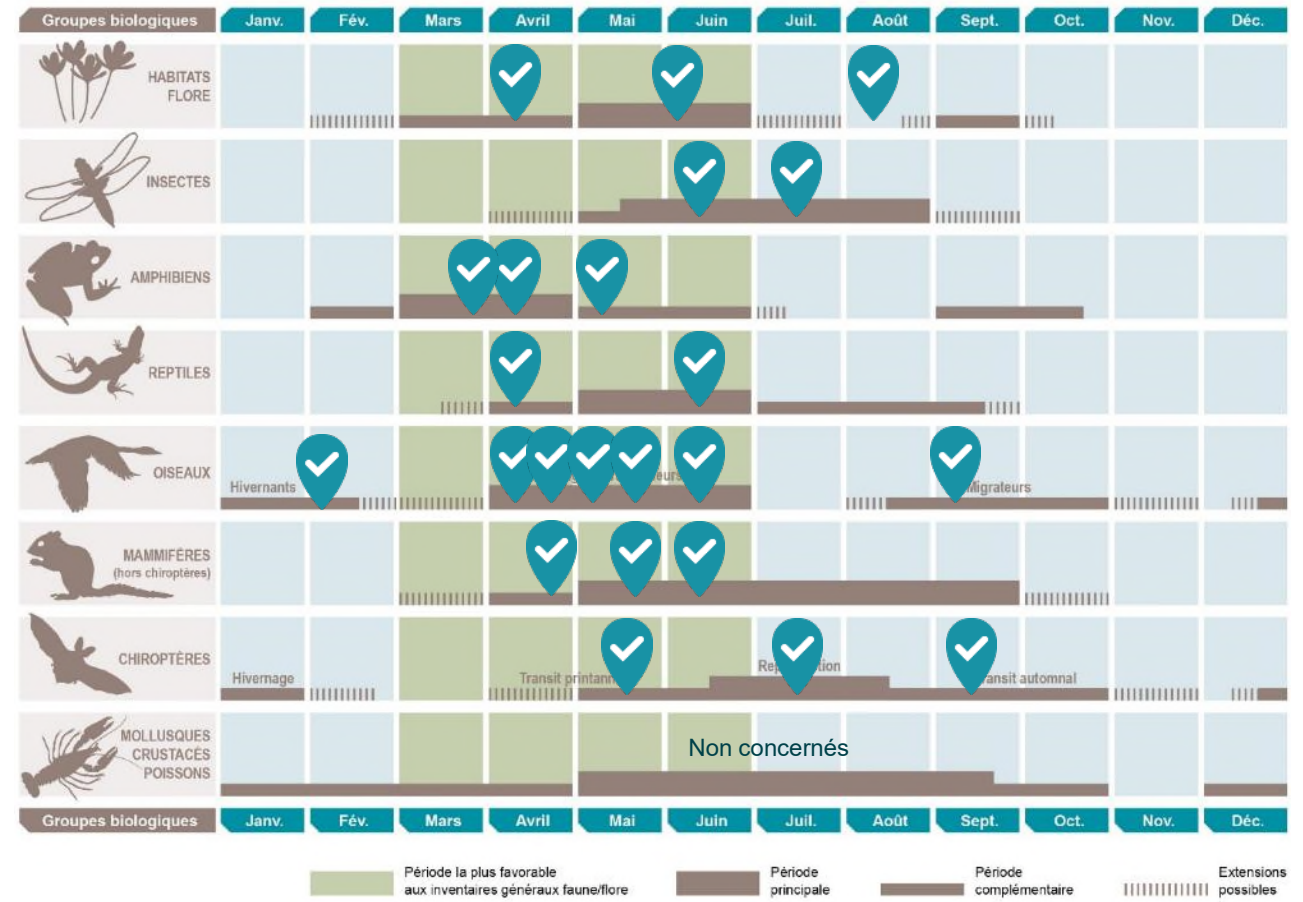 Groupes biologiques Janv. Fév. Mars Avril Mai Juin Juil. Août Sept. Oct. Nov. Déc.
HABITATS
FLORE
INSECTES
AMPHIBIENS
REPTILES
OISEAUX
Hivernants
Migrateurs
MAMMIFÈRES
(hors chiroptères)
CHIROPTÈRES
Hivernage
Transit
automnal
MOLLUSQUES
CRUSTACÉS
POISSONS
Non concernés
Groupes biologiques Janv. Fév. Mars Avril Mai Juin Juil. Août Sept. Oct. Nov. Déc.
Période la plus favorable
aux inventaires généraux faune/flore
Période
principale
Période
complémentaire
Extensions
possibles